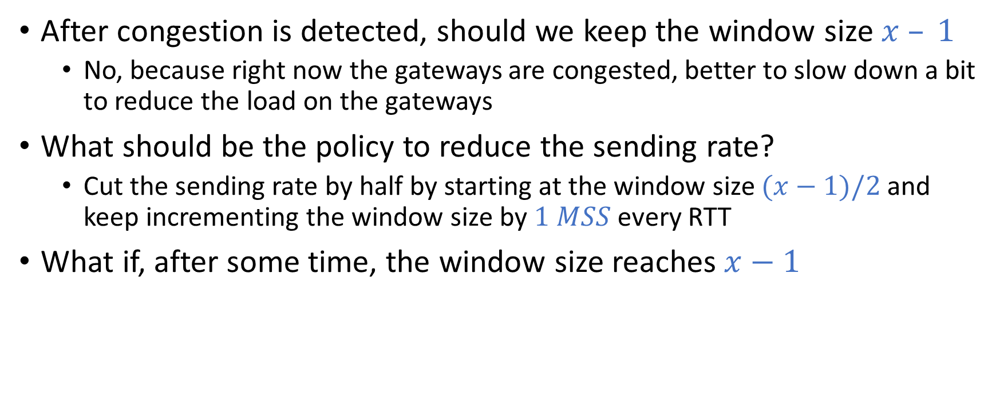 • After congestion is detected, should we keep the window size x – 1
• No, because right now the gateways are congested, better to slow down a bit
to reduce the load on the gateways
• What should be the policy to reduce the sending rate?
• Cut the sending rate by half by starting at the window size (x − 1)/2 and
keep incrementing the window size by 1 MSS every RTT
• What if, after some time, the window size reaches x − 1